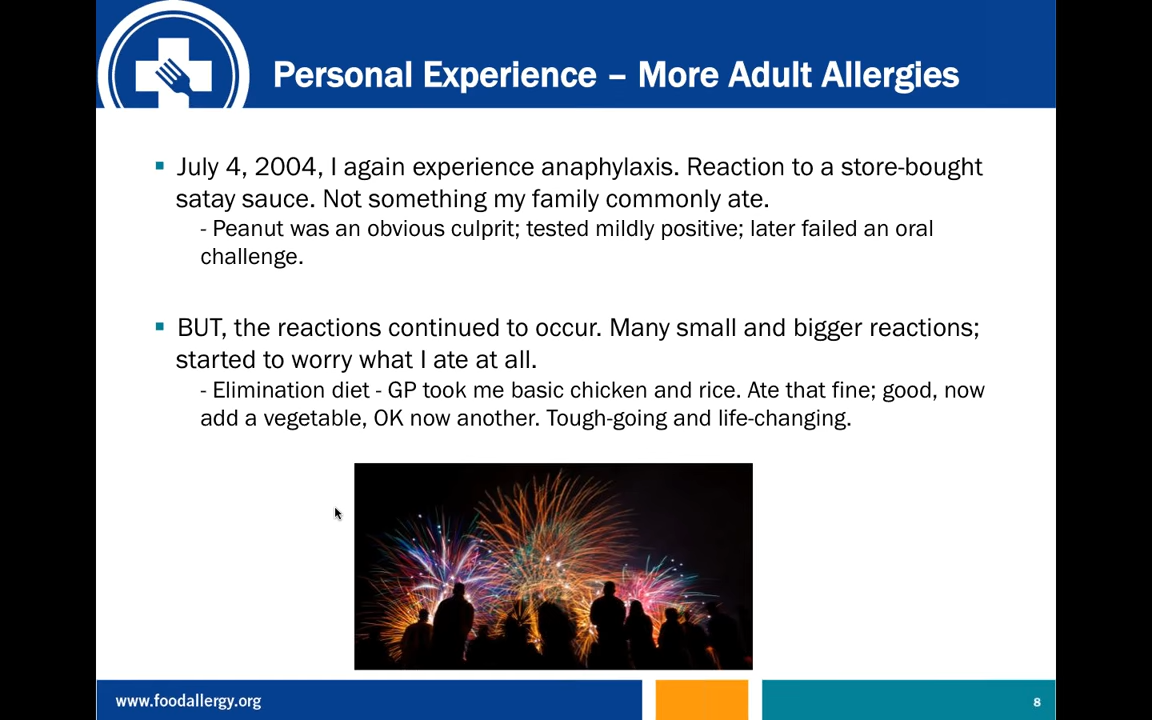 Personal Experience – More Adult Allergies
▪ July 4, 2004, I again experience anaphylaxis. Reaction to a store-bought
satay sauce. Not something my family commonly ate.
- Peanut was an obvious culprit; tested mildly positive; later failed an oral
challenge.
▪ BUT, the reactions continued to occur. Many small and bigger reactions;
started to worry what I ate at all.
- Elimination diet - GP took me basic chicken and rice. Ate that fine; good, now
add a vegetable, OK now another. Tough-going and life-changing.
www.foodallergy.org
8